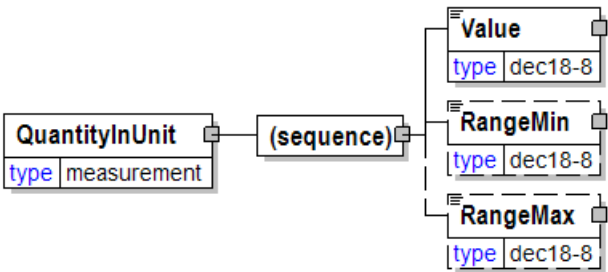 Value
type dec18-8
QuantityInUnit
type measurement
(sequence)
RangeMin
type dec18-8
RangeMax
type dec18-8